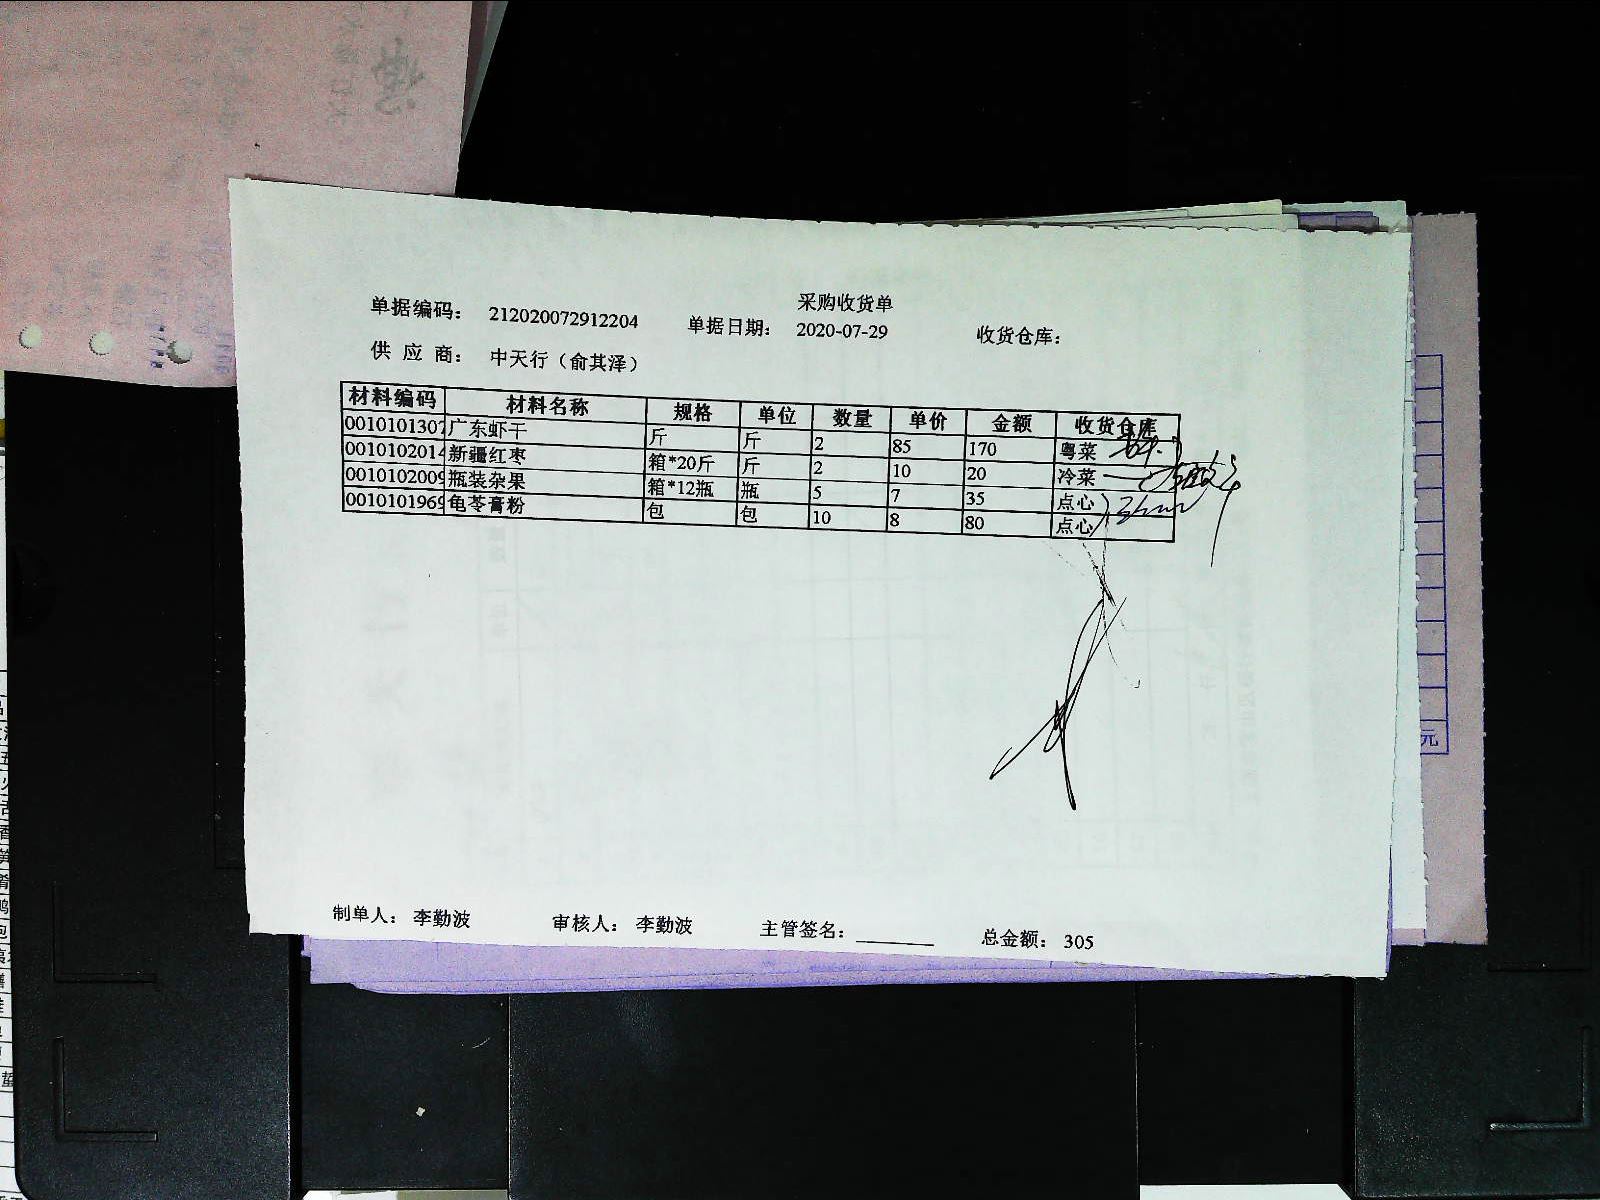 采购收货单
单据编码： 212020072912204 单据日期： 2020-07-29 收货仓库：
供 应 商： 中天行（俞其泽）
材料编码 材料名称 规格 单位 数量 单价 金额 收货仓库
0010101307 广东虾干 斤 斤 2 85 170 粤菜
0010102014 新疆红枣 箱*20斤 斤 2 10 20 冷菜
0010102009 瓶装杂果 箱*12瓶 瓶 5 7 35 点心
0010101969 龟苓膏粉 包 包 10 8 80 点心
制单人： 李勤波 审核人： 李勤波 主管签名： 总金额： 305
元